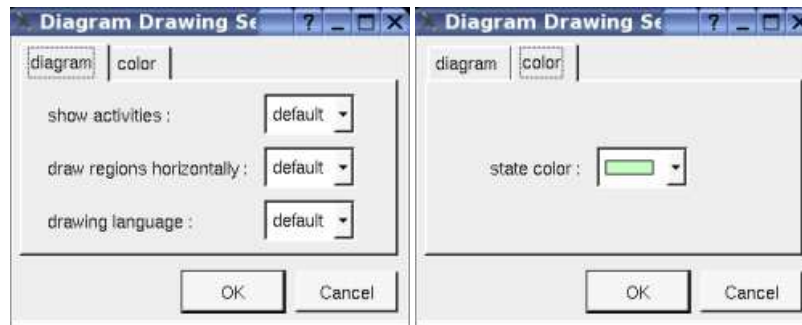 Diagram Drawing Se
diagram color
show activities : default
draw regions horizontally : default
drawing language : default
OK Cancel
Diagram Drawing Se
diagram color
state color :
OK Cancel